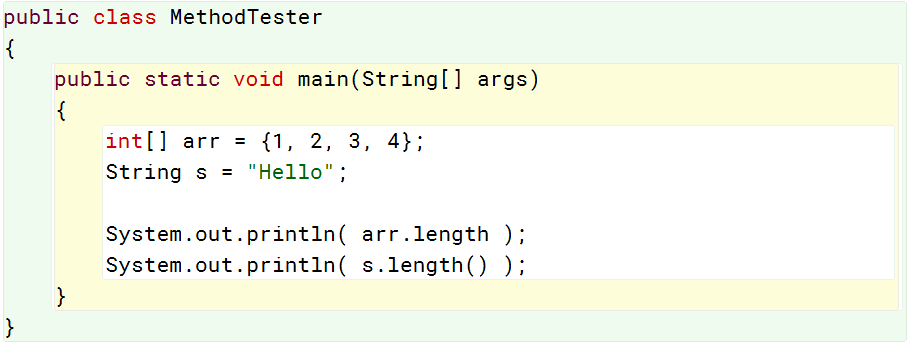 public class MethodTester
{
public static void main(String[] args)
{
int[] arr = {1, 2, 3, 4};
String s = "Hello";
System.out.println( arr.length );
System.out.println( s.length() );
}
}